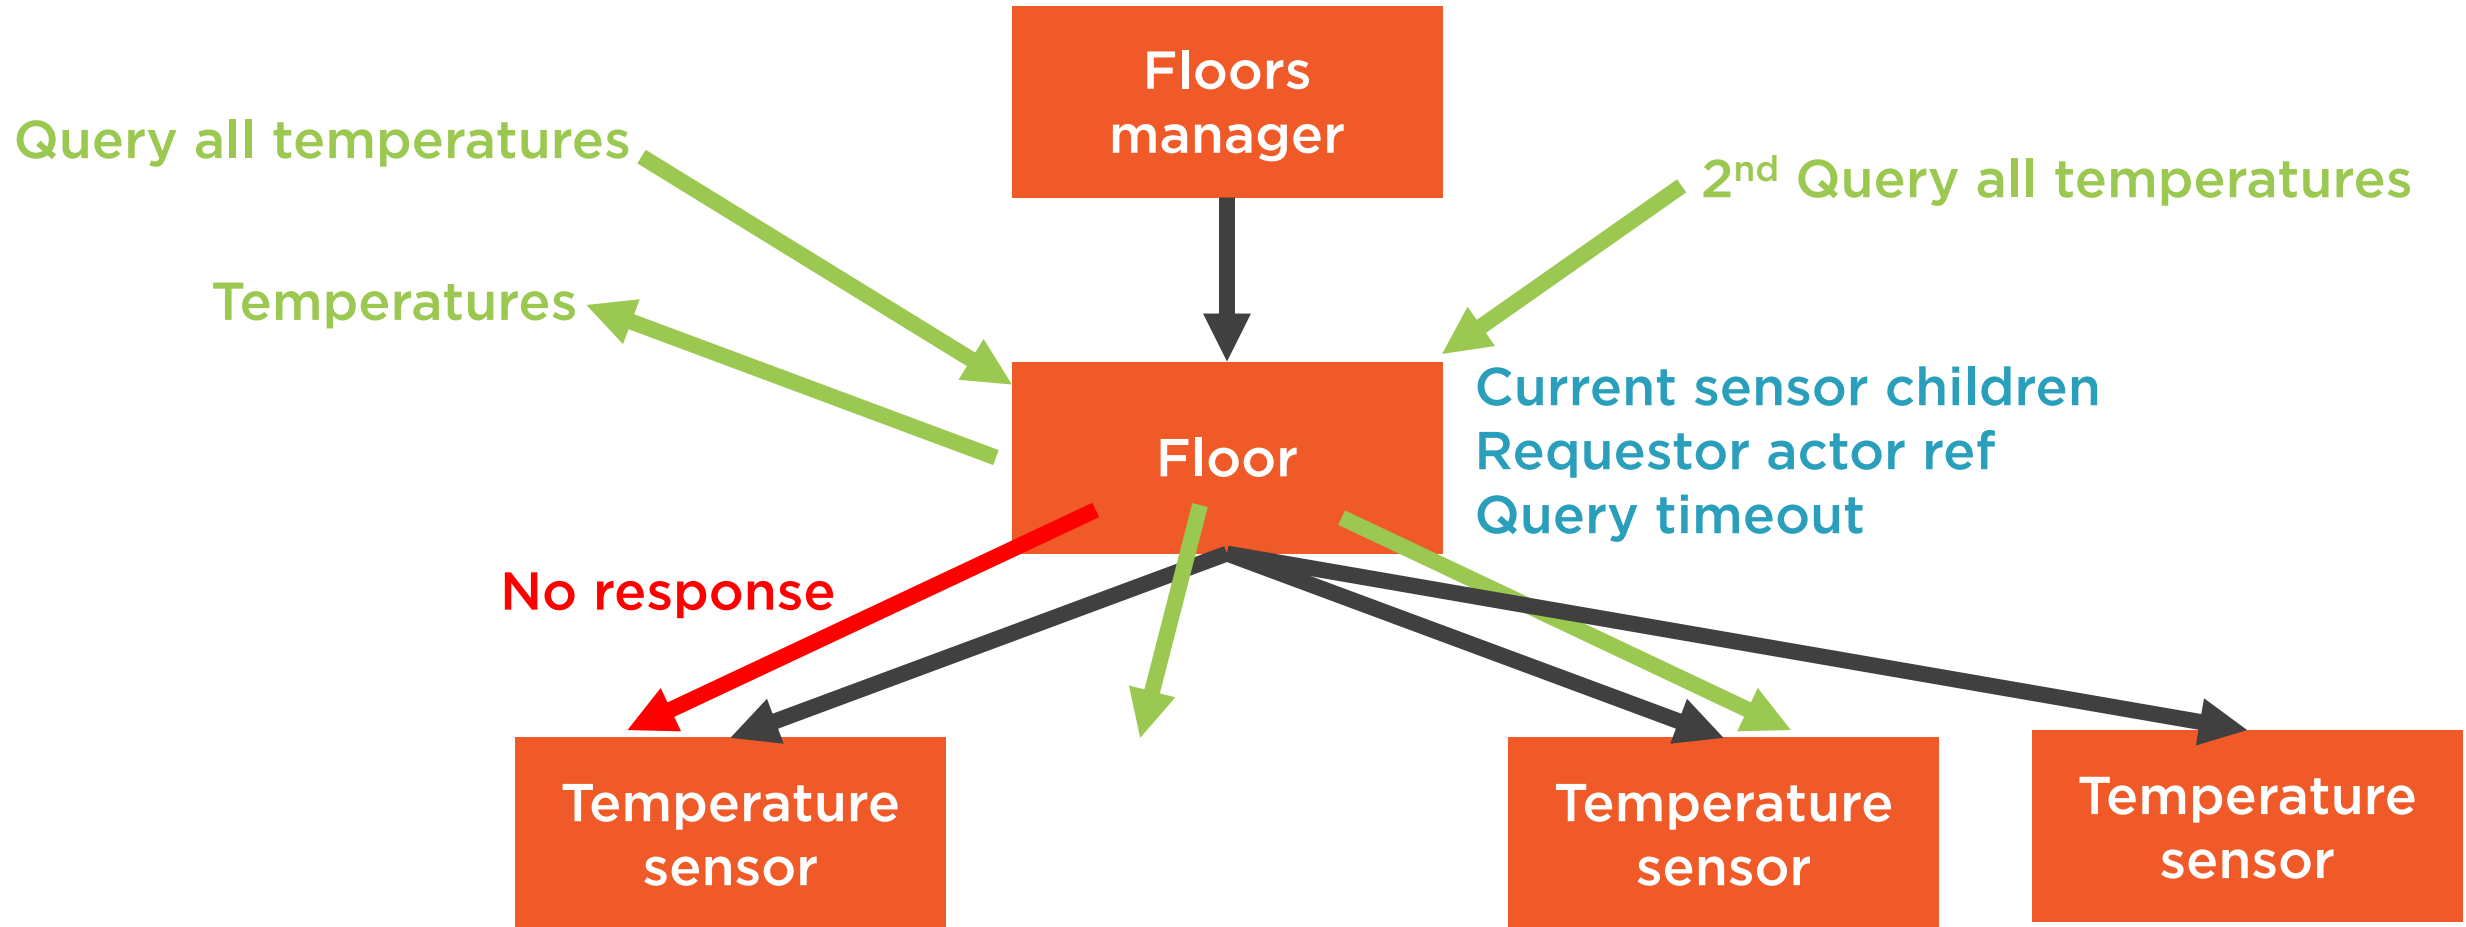 Floors
manager
Query all temperatures
2nd Query all temperatures
Temperatures
Floor
Current sensor children
Requestor actor ref
Query timeout
No response
Temperature
sensor
Temperature
sensor
Temperature
sensor